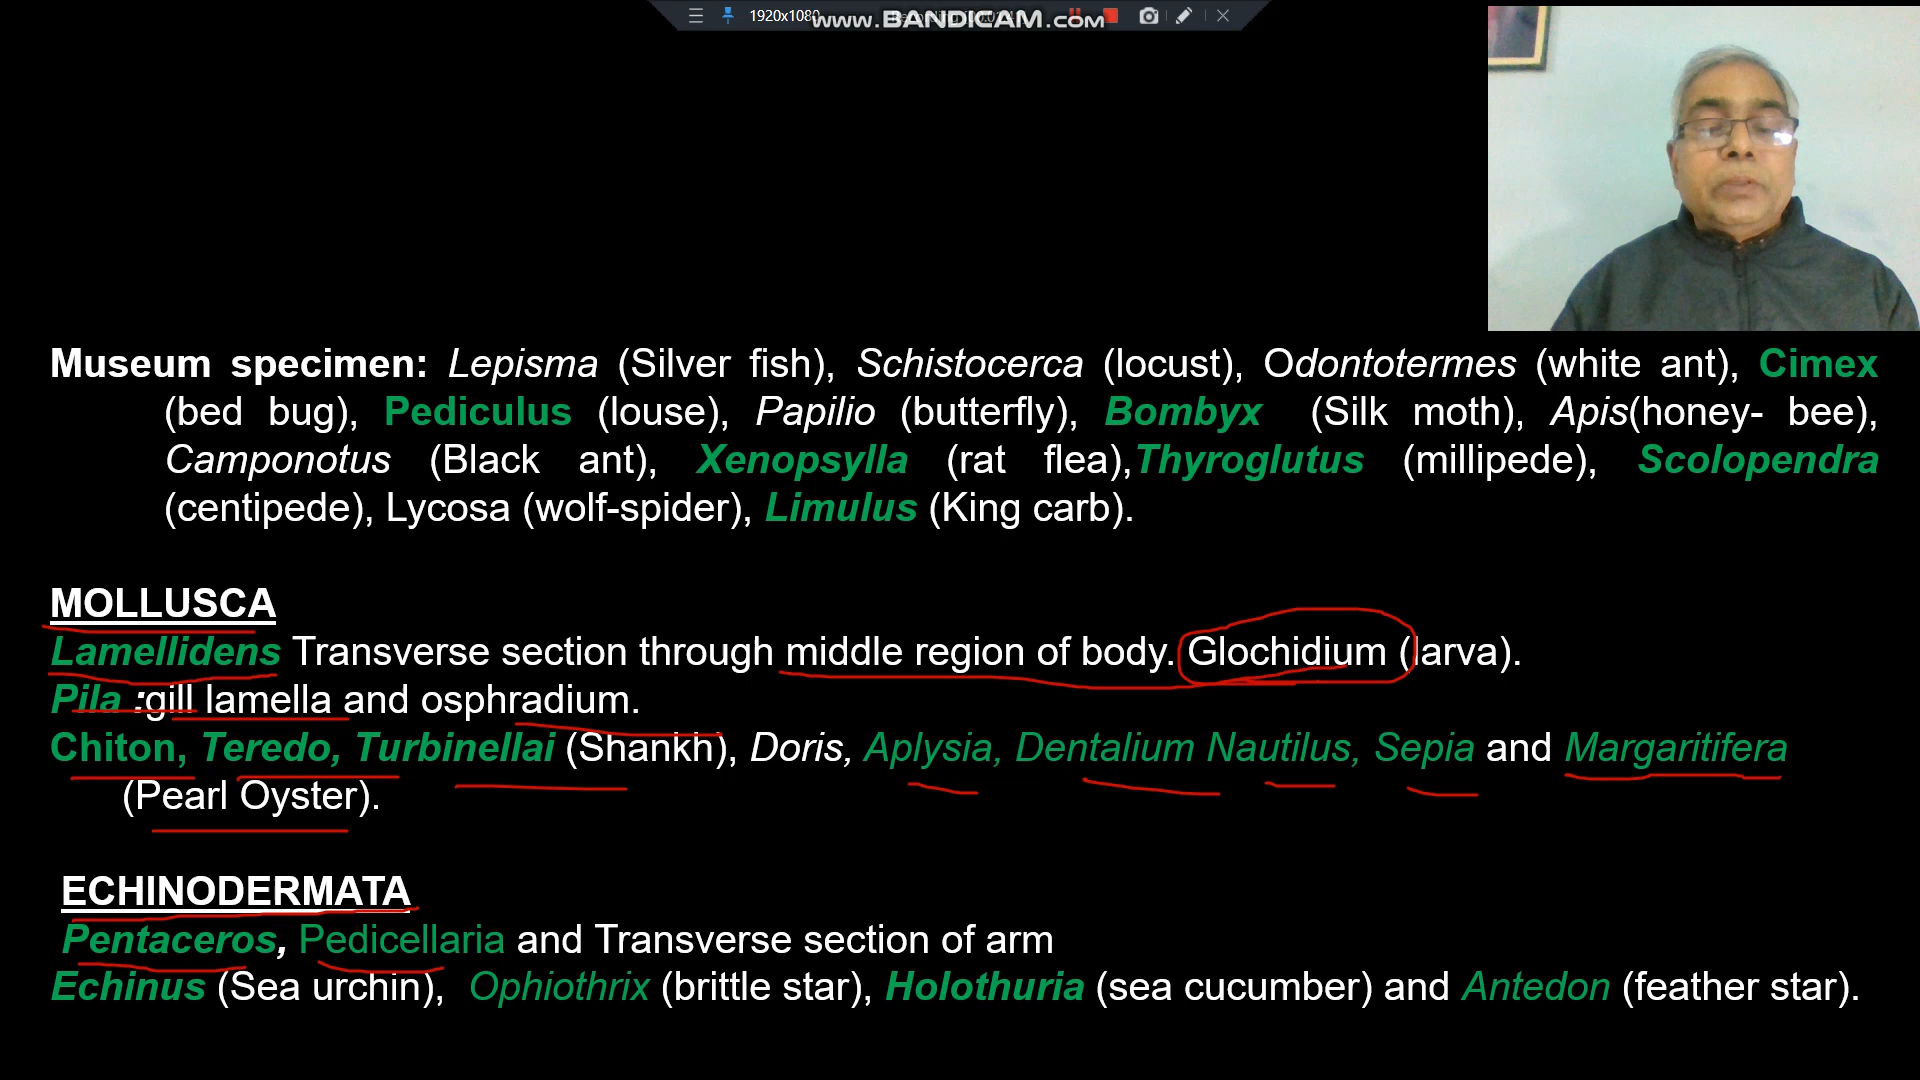 1920x1080
www.BANDICAM.com
Museum specimen: Lepisma (Silver fish), Schistocerca (locust), Odontotermes (white ant), Cimex
(bed bug), Pediculus (louse), Papilio (butterfly), Bombyx (Silk moth), Apis(honey- bee),
Camponotus (Black ant), Xenopsylla (rat flea),Thyroglutus (millipede), Scolopendra
(centipede), Lycosa (wolf-spider), Limulus (King carb).
MOLLUSCA
Lamellidens Transverse section through middle region of body. Glochidium (larva).
Pila :gill lamella and osphradium.
Chiton, Teredo, Turbinellai (Shankh), Doris, Aplysia, Dentalium Nautilus, Sepia and Margaritifera
(Pearl Oyster).
ECHINODERMATA
Pentaceros, Pedicellaria and Transverse section of arm
Echinus (Sea urchin), Ophiothrix (brittle star), Holothuria (sea cucumber) and Antedon (feather star).